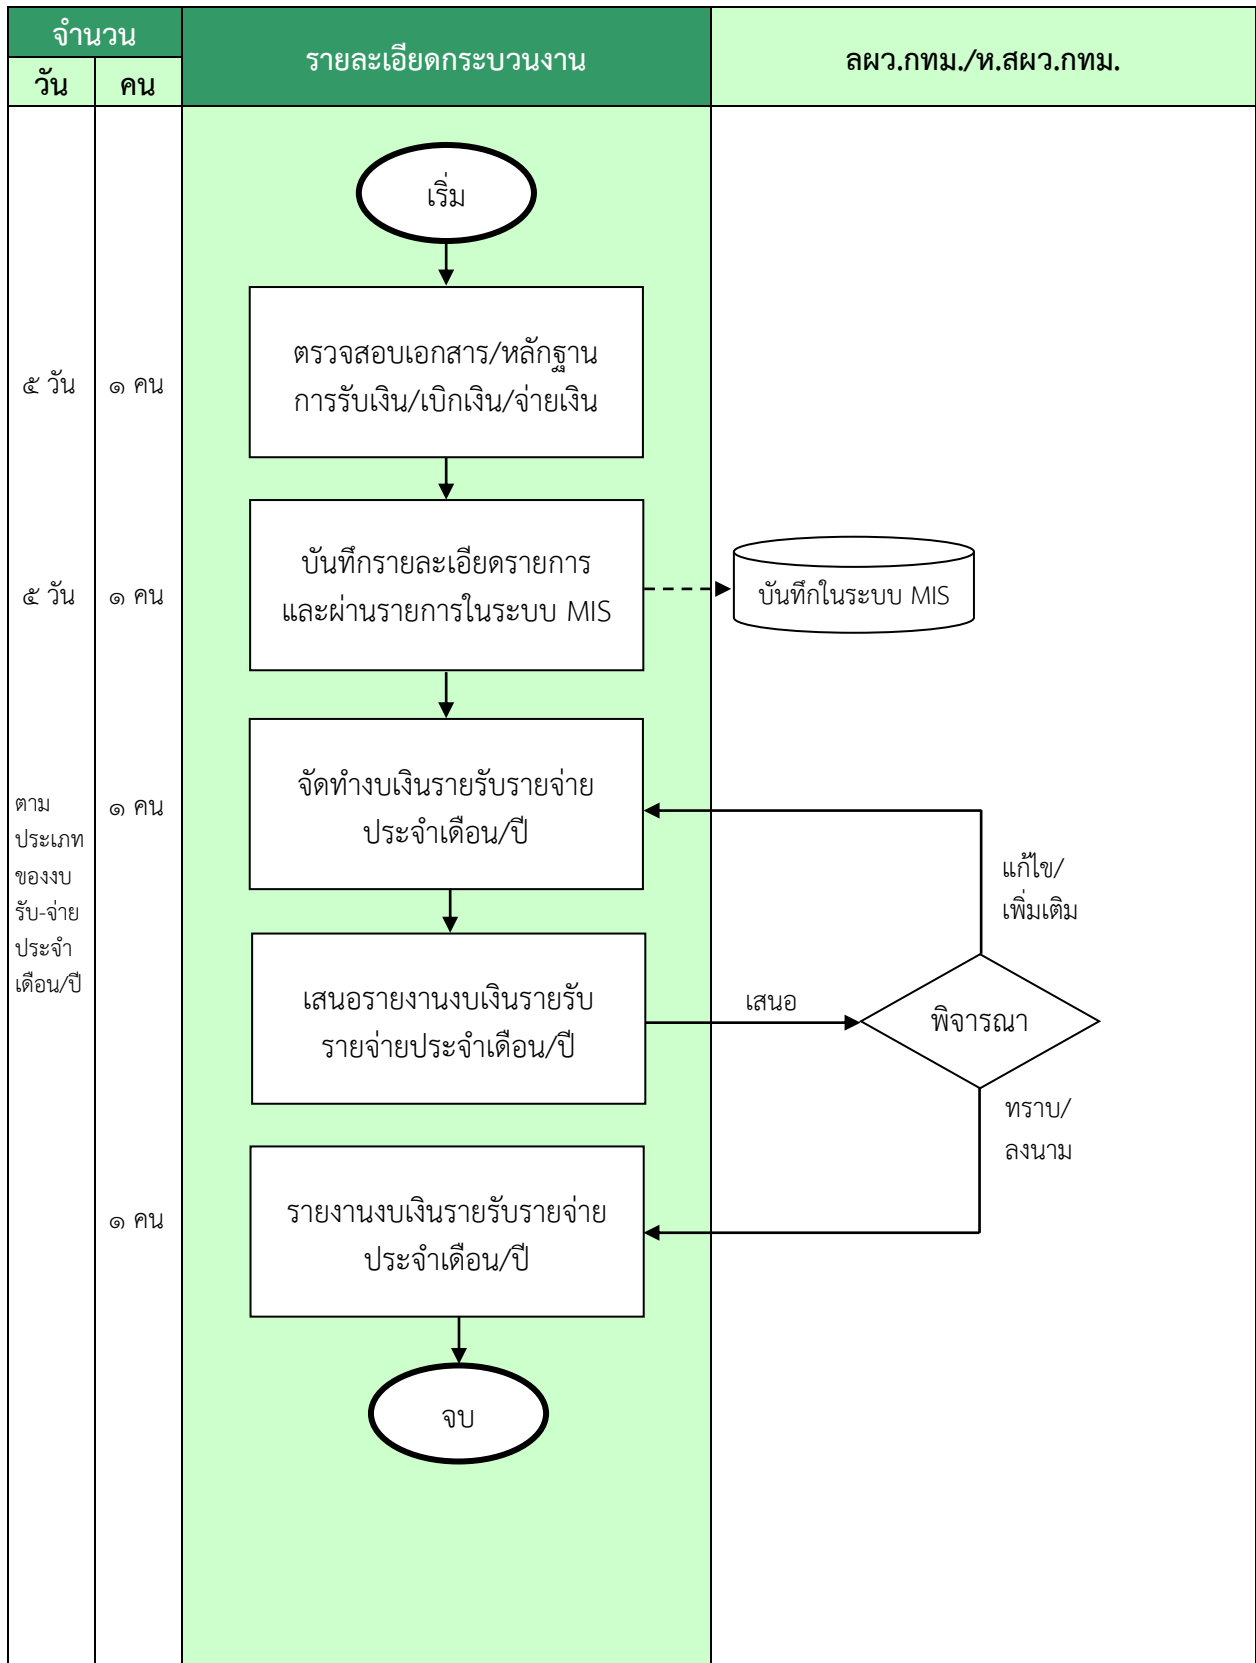 จำนวน
วัน
คน
รายละเอียดกระบวนงาน
ลผว.กทม./ห.สผว.กทม.
เริ่ม
๕ วัน
๑ คน
ตรวจสอบเอกสาร/หลักฐาน
การรับเงิน/เบิกเงิน/จ่ายเงิน
๕ วัน
๑ คน
บันทึกรายละเอียดรายการ
และผ่านรายการในระบบ MIS
บันทึกในระบบ MIS
ตาม
ประเภท
ของงบ
รับ-จ่าย
ประจำ
เดือน/ปี
๑ คน
จัดทำงบเงินรายรับรายจ่าย
ประจำเดือน/ปี
แก้ไข/
เพิ่มเติม
เสนอรายงานงบเงินรายรับ
รายจ่ายประจำเดือน/ปี
เสนอ
พิจารณา
ทราบ/
ลงนาม
๑ คน
รายงานงบเงินรายรับรายจ่าย
ประจำเดือน/ปี
จบ